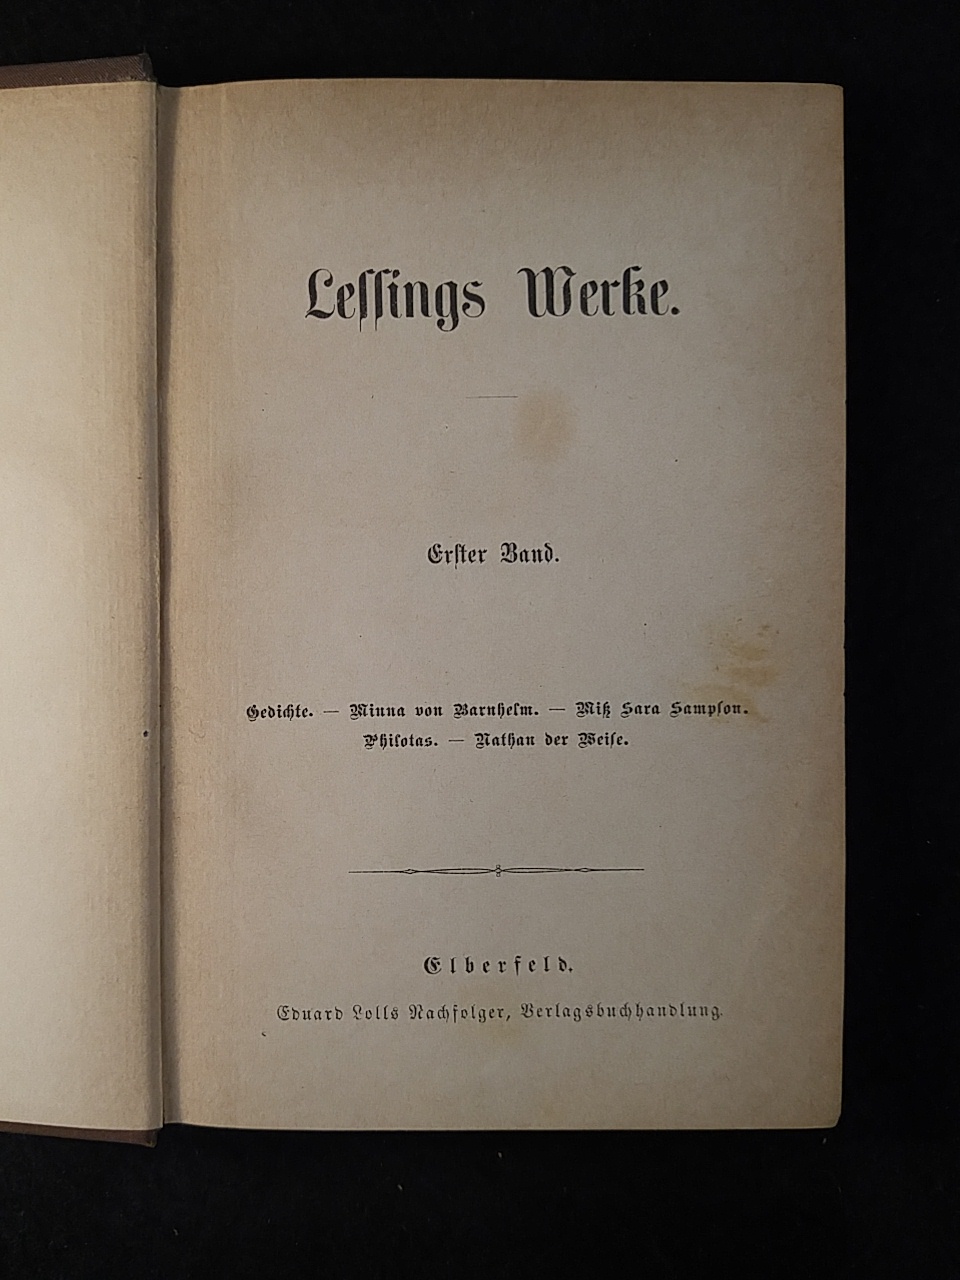 Lessings Werke.
Erster Band.
Gedichte. — Minna von Barnhelm. — Miß Sara Sampson.
Philotas. — Nathan der Weise.
Elberfeld.
Eduard Lolls Nachfolger, Verlagsbuchhandlung.